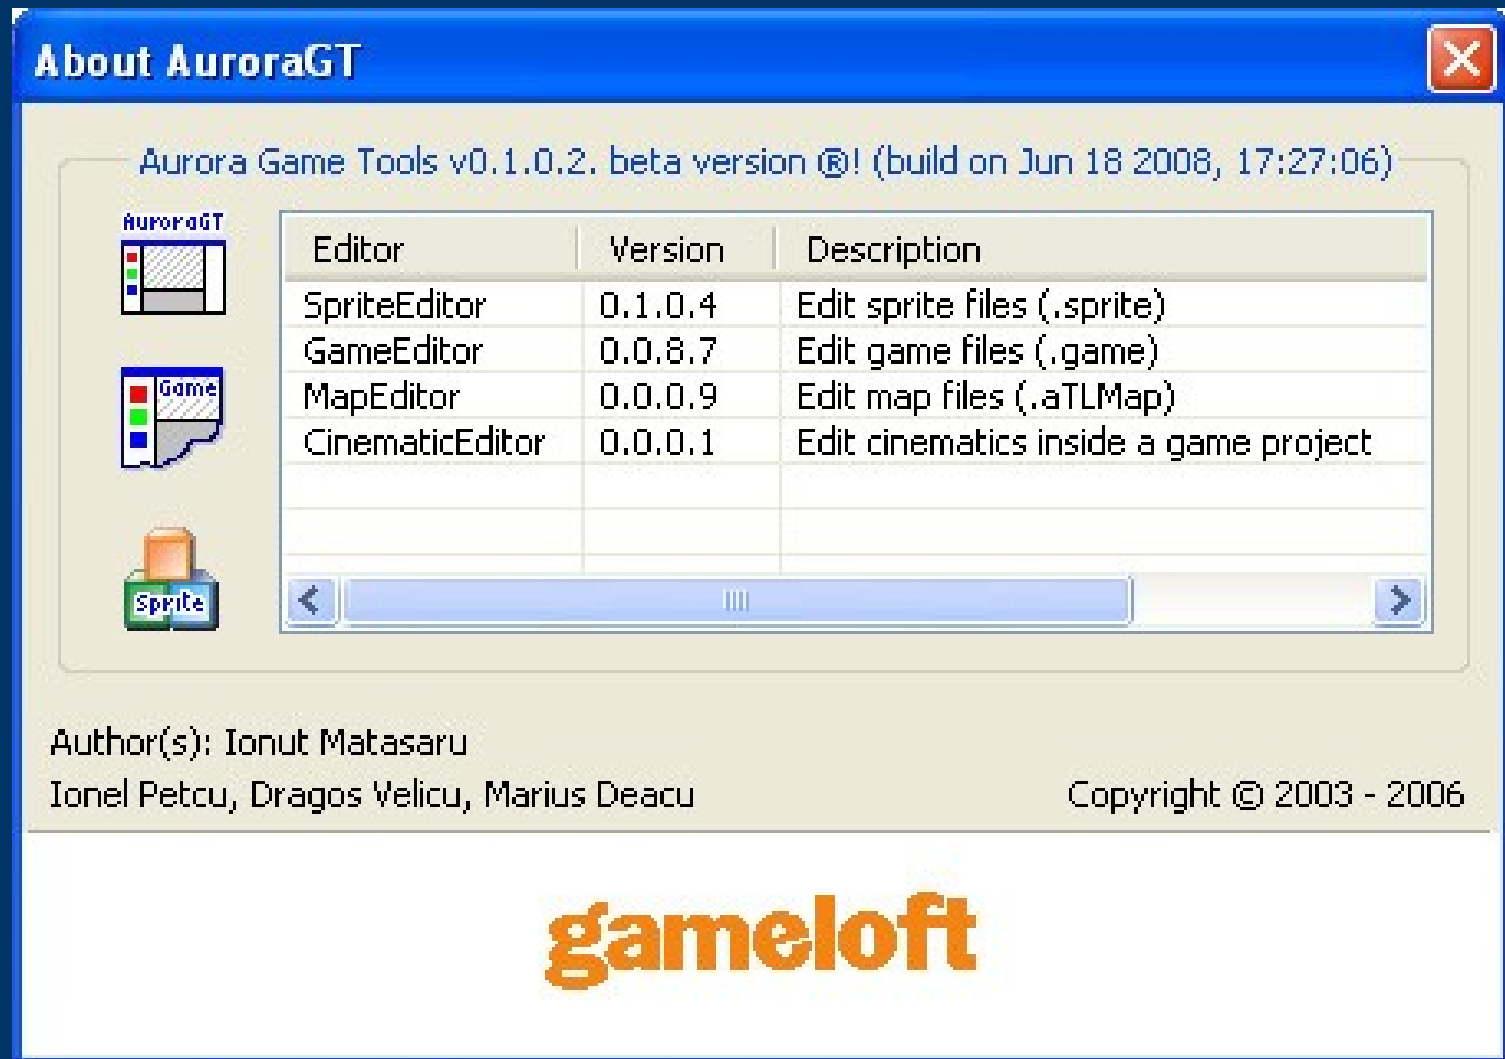 About AuroraGT
Aurora Game Tools v0.1.0.2. beta version ®! (build on Jun 18 2008, 17:27:06)
AuroraGT
Editor Version Description
SpriteEditor 0.1.0.4 Edit sprite files (.sprite)
GameEditor 0.0.8.7 Edit game files (.game)
Game
MapEditor 0.0.0.9 Edit map files (.aTLMap)
CinematicEditor 0.0.0.1 Edit cinematics inside a game project
Sprite
Author(s): Ionut Matasaru
Ionel Petcu, Dragos Velicu, Marius Deacu Copyright © 2003 - 2006
gameloft